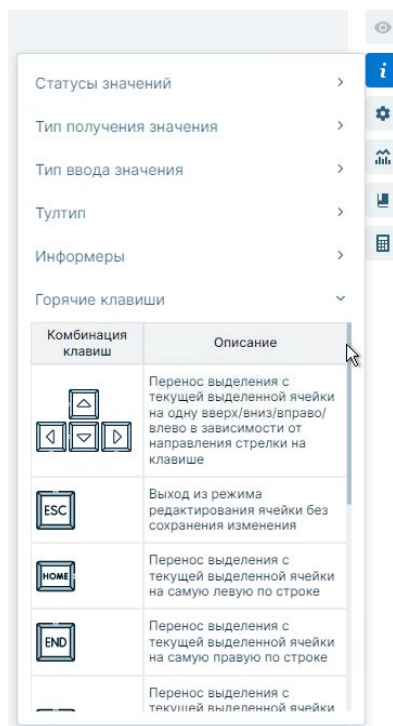 Статусы значений
Тип получения значения
Тип ввода значения
Тултип
Информеры
Горячие клавиши
Комбинация
клавиш
Описание
Перенос выделения с
текущей выделенной ячейки
на одну вверх/вниз/вправо/
влево в зависимости от
направления стрелки на
клавише
ESC
Выход из режима
редактирования ячейки без
сохранения изменения
HOME
Перенос выделения с
текущей выделенной ячейки
на самую левую по строке
END
Перенос выделения с
текущей выделенной ячейки
на самую правую по строке
Перенос выделения с
текущей выделенной ячейки